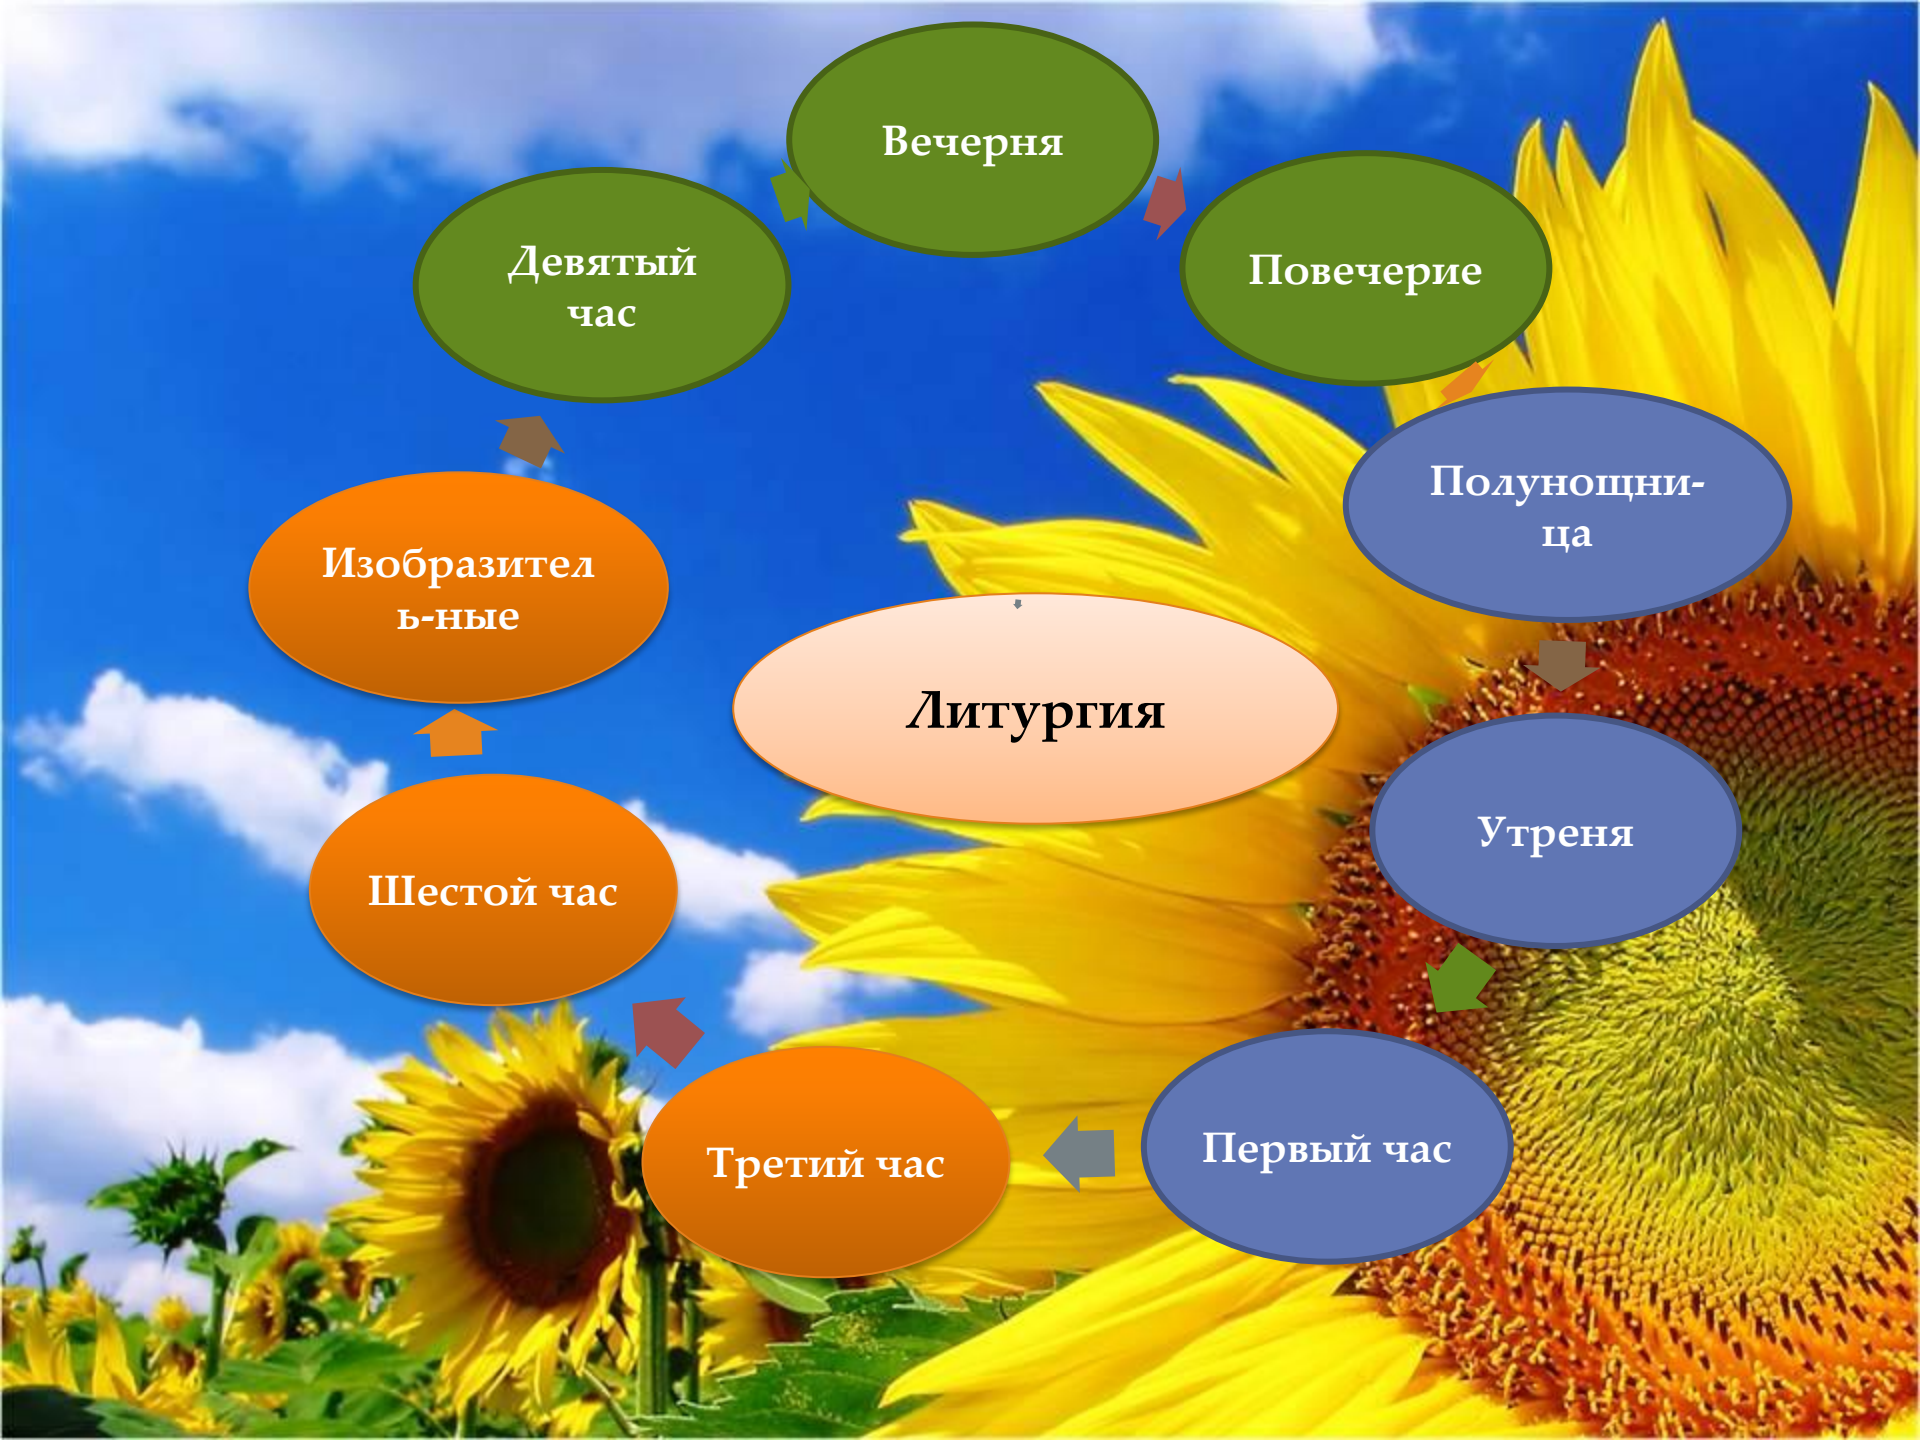 Вечерня
Повечерие
Девятый
час
Полунощни-
ца
Изобразител
ь-ные
Литургия
Утреня
Шестой час
Третий час
Первый час